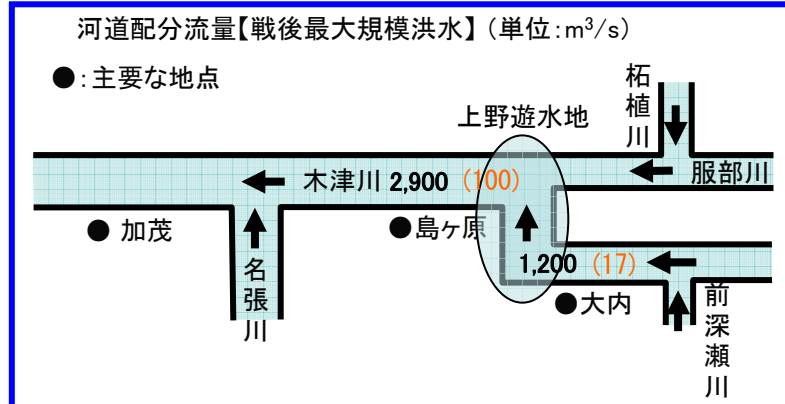 河道配分流量【戦後最大規模洪水】（単位：m³/s）
●：主要な地点
柘植川
上野遊水地
木津川 2,900 (100)
服部川
● 加茂
●島ヶ原
名張川
1,200 (17)
●大内
前深瀬川